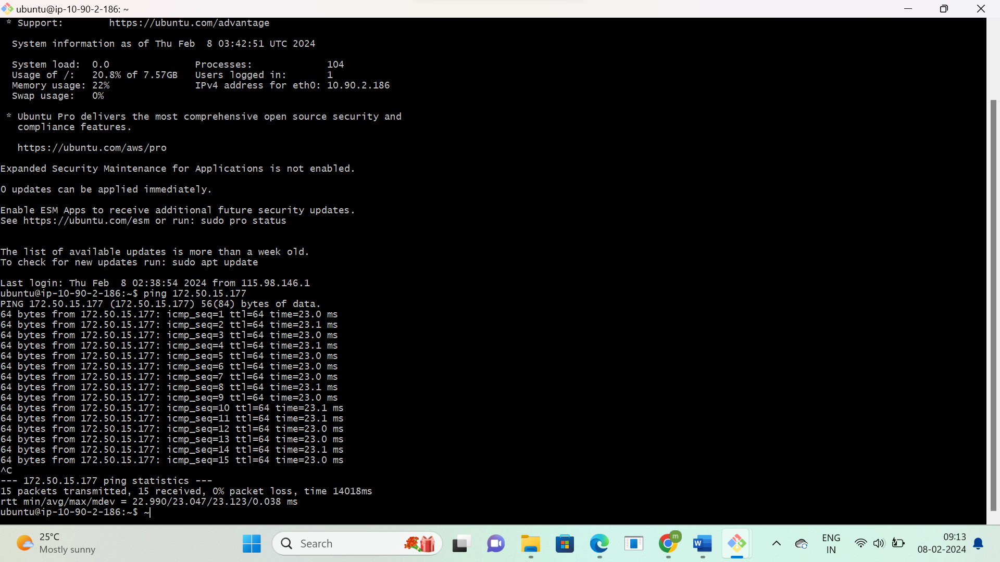 ubuntu@ip-10-90-2-186: ~
* Support:        https://ubuntu.com/advantage
System information as of Thu Feb  8 03:42:51 UTC 2024
System load:  0.0               Processes:             104
Usage of /:   20.8% of 7.57GB   Users logged in:       1
Memory usage: 22%               IPv4 address for eth0: 10.90.2.186
Swap usage:   0%
* Ubuntu Pro delivers the most comprehensive open source security and
compliance features.
https://ubuntu.com/aws/pro
Expanded Security Maintenance for Applications is not enabled.
0 updates can be applied immediately.
Enable ESM Apps to receive additional future security updates.
See https://ubuntu.com/esm or run: sudo pro status
The list of available updates is more than a week old.
To check for new updates run: sudo apt update
Last login: Thu Feb  8 02:38:54 2024 from 115.98.146.1
ubuntu@ip-10-90-2-186:~$ ping 172.50.15.177
PING 172.50.15.177 (172.50.15.177) 56(84) bytes of data.
64 bytes from 172.50.15.177: icmp_seq=1 ttl=64 time=23.0 ms
64 bytes from 172.50.15.177: icmp_seq=2 ttl=64 time=23.1 ms
64 bytes from 172.50.15.177: icmp_seq=3 ttl=64 time=23.0 ms
64 bytes from 172.50.15.177: icmp_seq=4 ttl=64 time=23.1 ms
64 bytes from 172.50.15.177: icmp_seq=5 ttl=64 time=23.0 ms
64 bytes from 172.50.15.177: icmp_seq=6 ttl=64 time=23.0 ms
64 bytes from 172.50.15.177: icmp_seq=7 ttl=64 time=23.0 ms
64 bytes from 172.50.15.177: icmp_seq=8 ttl=64 time=23.1 ms
64 bytes from 172.50.15.177: icmp_seq=9 ttl=64 time=23.0 ms
64 bytes from 172.50.15.177: icmp_seq=10 ttl=64 time=23.1 ms
64 bytes from 172.50.15.177: icmp_seq=11 ttl=64 time=23.1 ms
64 bytes from 172.50.15.177: icmp_seq=12 ttl=64 time=23.0 ms
64 bytes from 172.50.15.177: icmp_seq=13 ttl=64 time=23.0 ms
64 bytes from 172.50.15.177: icmp_seq=14 ttl=64 time=23.1 ms
64 bytes from 172.50.15.177: icmp_seq=15 ttl=64 time=23.0 ms
^C
--- 172.50.15.177 ping statistics ---
15 packets transmitted, 15 received, 0% packet loss, time 14018ms
rtt min/avg/max/mdev = 22.990/23.047/23.123/0.038 ms
ubuntu@ip-10-90-2-186:~$ ~
25°C
Mostly sunny
Search
m
W
ENG
IN
09:13
08-02-2024